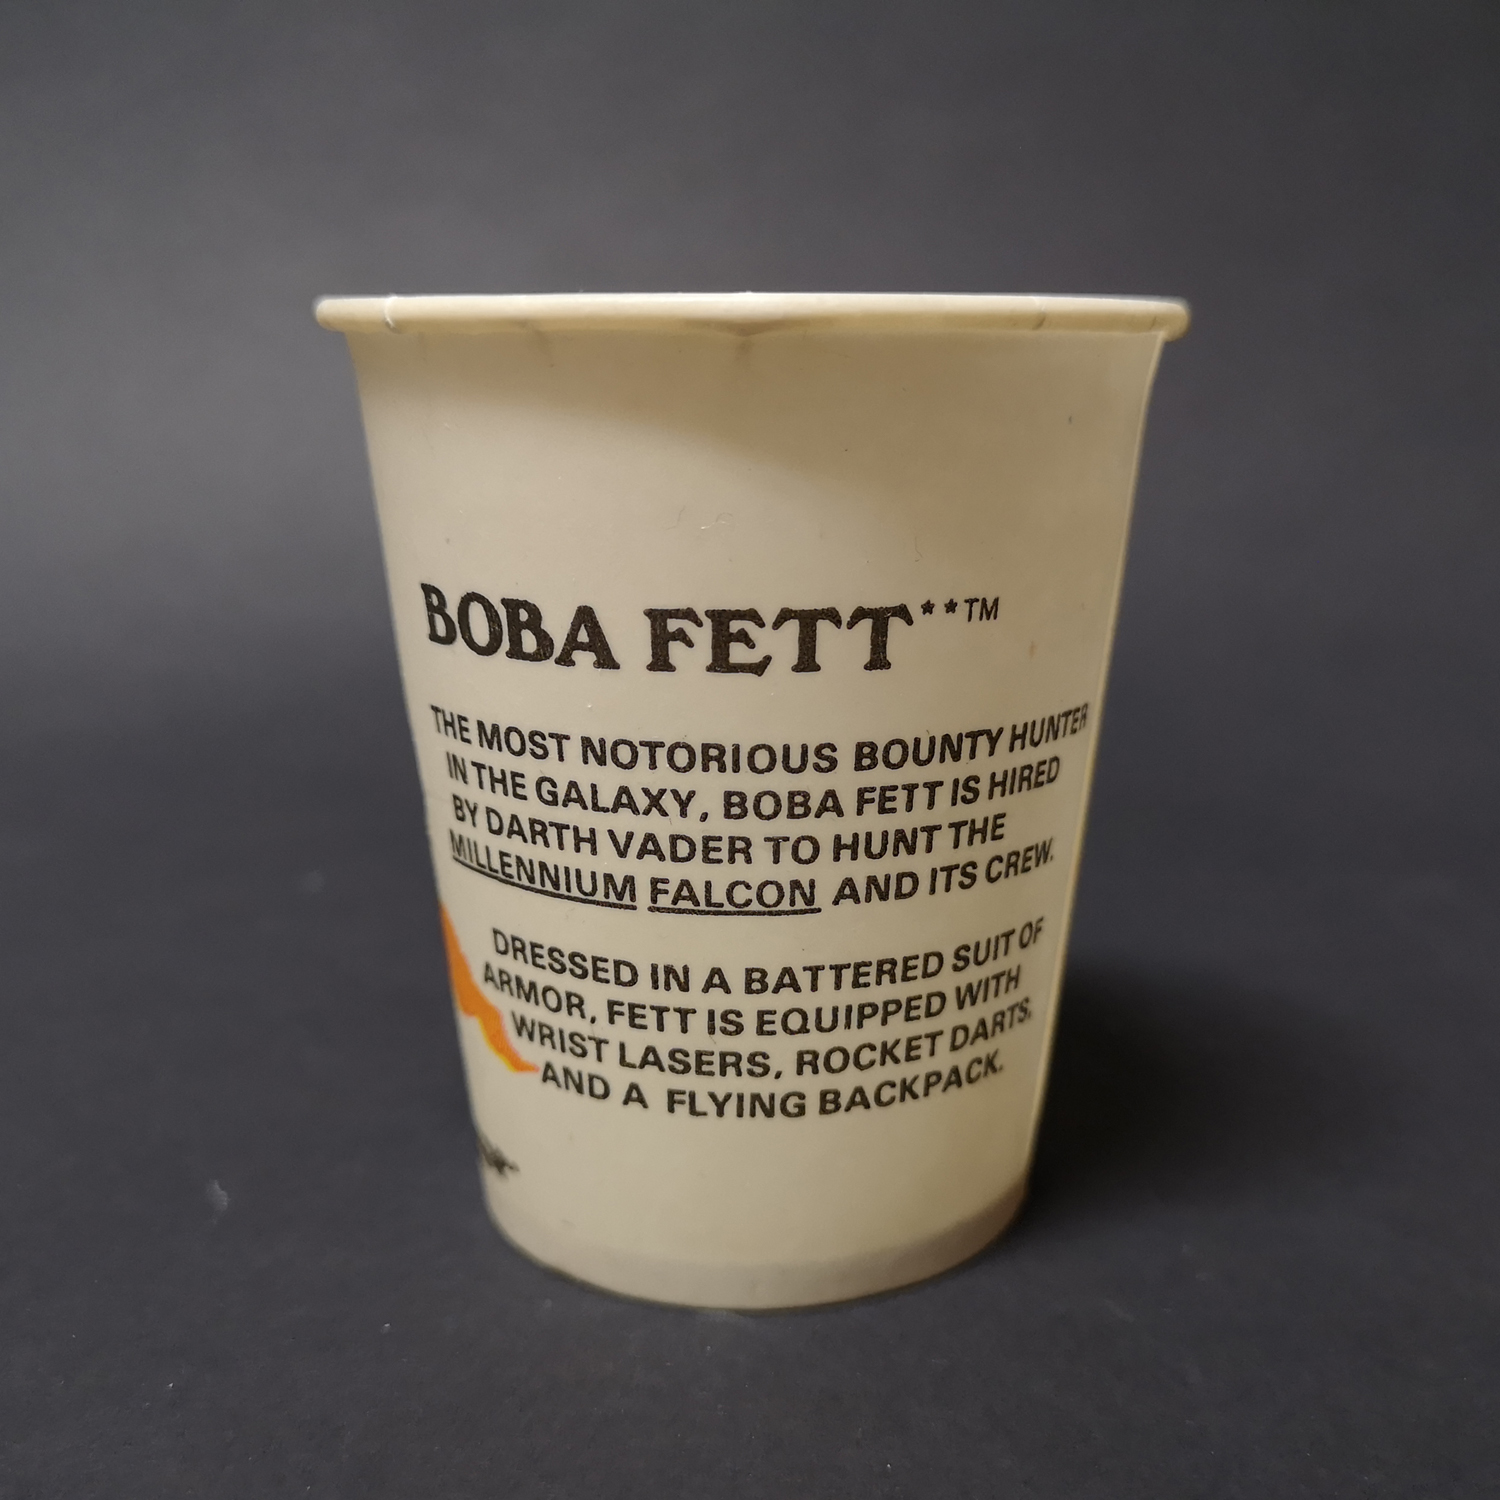 BOBA FETT**™
THE MOST NOTORIOUS BOUNTY HUNTER
IN THE GALAXY, BOBA FETT IS HIRED
BY DARTH VADER TO HUNT THE
MILLENNIUM FALCON AND ITS CREW.
DRESSED IN A BATTERED SUIT OF
ARMOR, FETT IS EQUIPPED WITH
WRIST LASERS, ROCKET DARTS,
AND A FLYING BACKPACK.